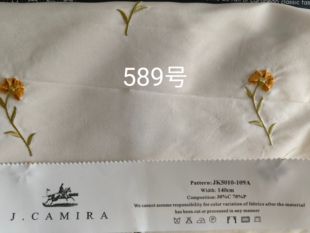 589号
Pattern:JK5010-109A
Width: 140cm
Composition: 30%C 70%P
We cannot assume responsibility for color variation of fabrics after the material
has been cut or processed in any manner
J. CAMIRA